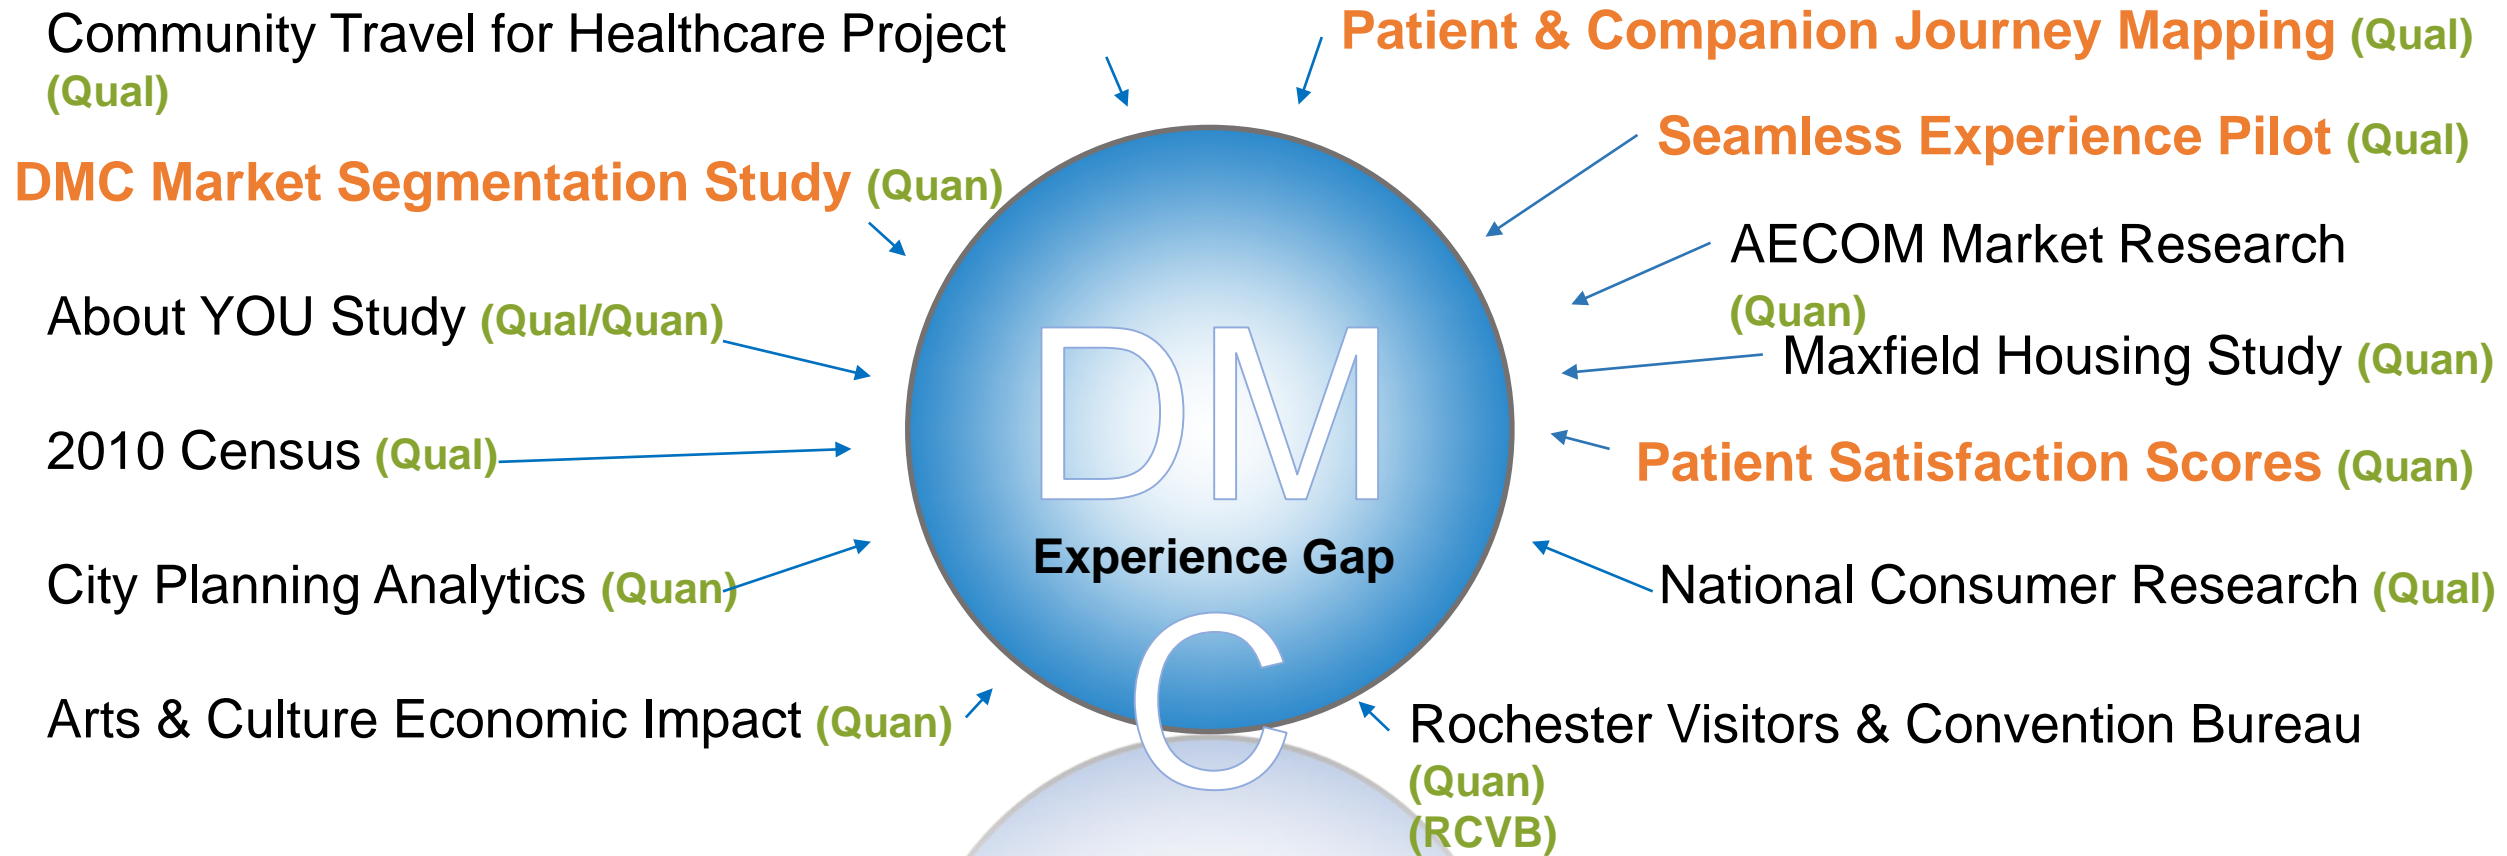 Community Travel for Healthcare Project
(Qual)
DMC Market Segmentation Study (Quan)
About YOU Study (Qual/Quan)
2010 Census (Qual)
City Planning Analytics (Quan)
Arts & Culture Economic Impact (Quan)
DM
Experience Gap
C
Patient & Companion Journey Mapping (Qual)
Seamless Experience Pilot (Qual)
AECOM Market Research
(Quan)
Maxfield Housing Study (Quan)
Patient Satisfaction Scores (Quan)
National Consumer Research (Qual)
Rochester Visitors & Convention Bureau
(Quan)
(RCVB)